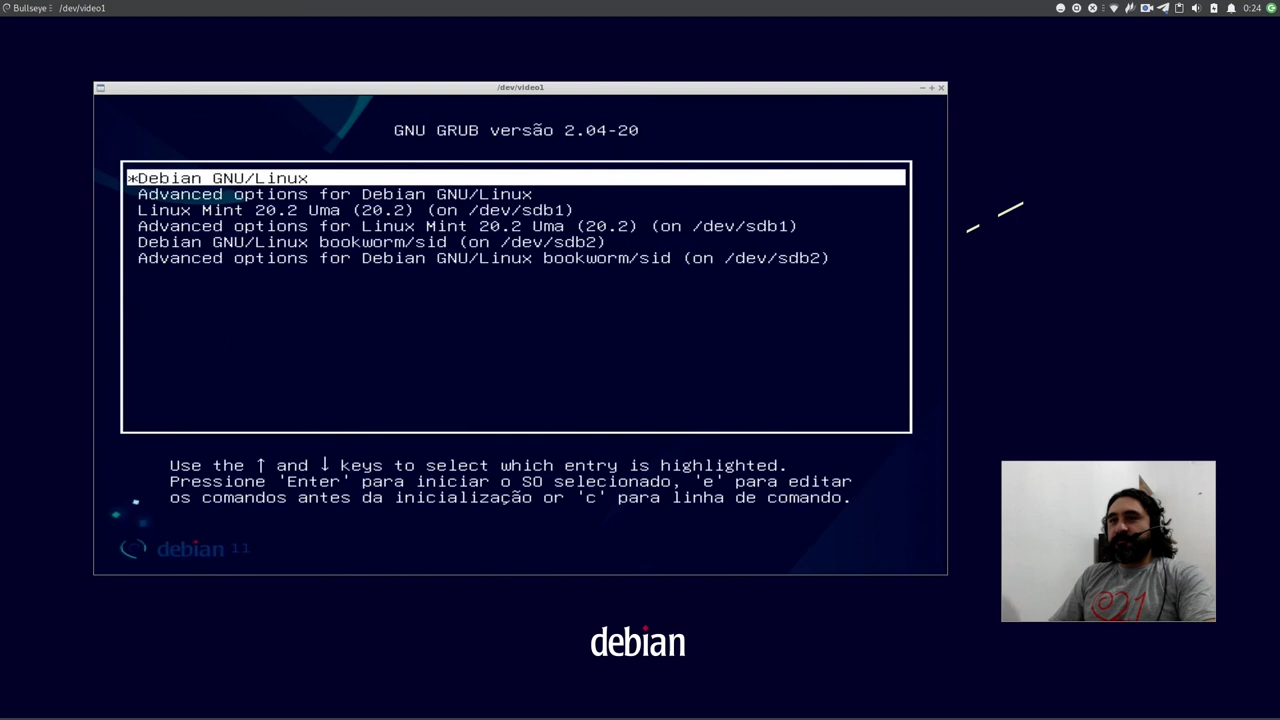 Bullseye /dev/video1 0:24
/dev/video1
GNU GRUB versão 2.04-20
*Debian GNU/Linux
Advanced options for Debian GNU/Linux
Linux Mint 20.2 Uma (20.2) (on /dev/sdb1)
Advanced options for Linux Mint 20.2 Uma (20.2) (on /dev/sdb1)
Debian GNU/Linux bookworm/sid (on /dev/sdb2)
Advanced options for Debian GNU/Linux bookworm/sid (on /dev/sdb2)
Use the ↑ and ↓ keys to select which entry is highlighted.
Pressione 'Enter' para iniciar o SO selecionado, 'e' para editar
os comandos antes da inicialização or 'c' para linha de comando.
debian 11
debian